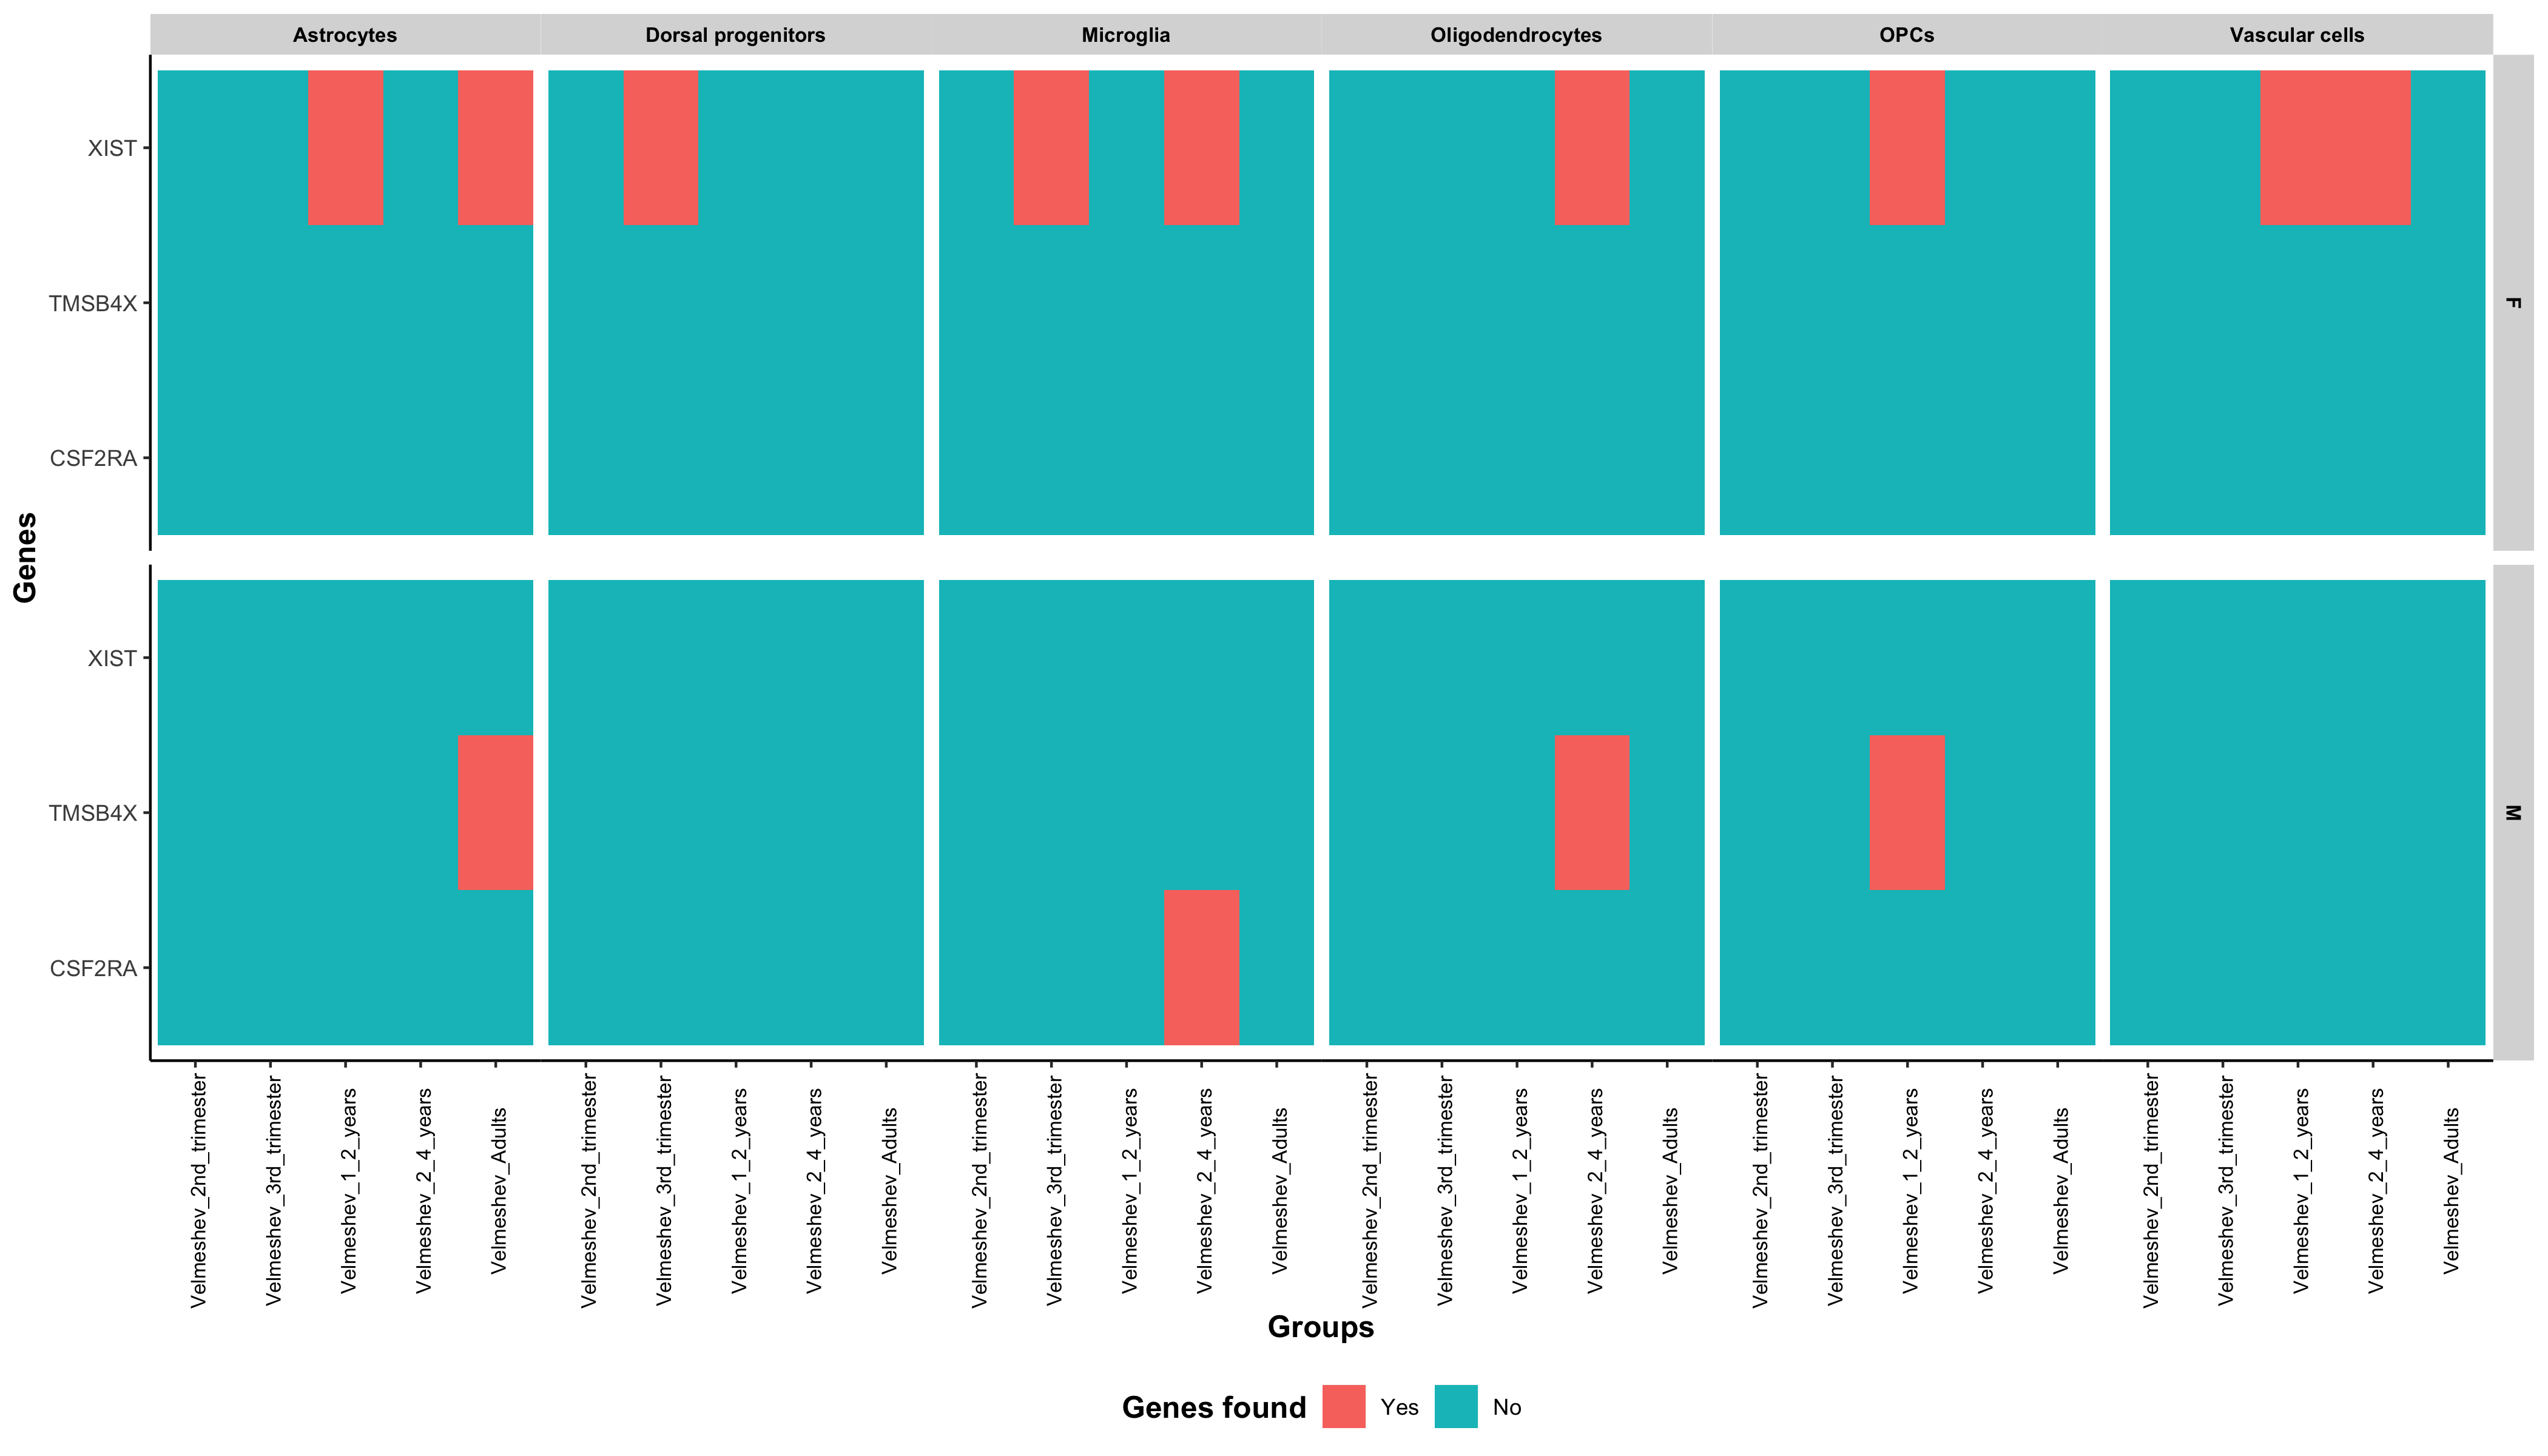 Astrocytes Dorsal progenitors Microglia Oligodendrocytes OPCs Vascular cells
XIST
TMSB4X
CSF2RA
F
Genes
XIST
TMSB4X
CSF2RA
M
Velmeshev_2nd_trimester
Velmeshev_3rd_trimester
Velmeshev_1_2_years
Velmeshev_2_4_years
Velmeshev_Adults
Velmeshev_2nd_trimester
Velmeshev_3rd_trimester
Velmeshev_1_2_years
Velmeshev_2_4_years
Velmeshev_Adults
Velmeshev_2nd_trimester
Velmeshev_3rd_trimester
Velmeshev_1_2_years
Velmeshev_2_4_years
Velmeshev_Adults
Velmeshev_2nd_trimester
Velmeshev_3rd_trimester
Velmeshev_1_2_years
Velmeshev_2_4_years
Velmeshev_Adults
Velmeshev_2nd_trimester
Velmeshev_3rd_trimester
Velmeshev_1_2_years
Velmeshev_2_4_years
Velmeshev_Adults
Velmeshev_2nd_trimester
Velmeshev_3rd_trimester
Velmeshev_1_2_years
Velmeshev_2_4_years
Velmeshev_Adults
Groups
Genes found Yes No